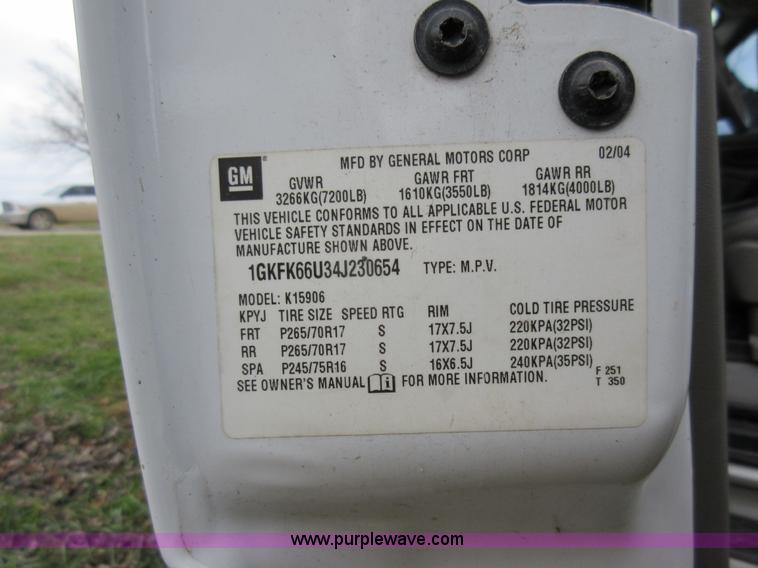 GM
MFD BY GENERAL MOTORS CORP 02/04
GVWR GAWR FRT GAWR RR
3266KG(7200LB) 1610KG(3550LB) 1814KG(4000LB)
THIS VEHICLE CONFORMS TO ALL APPLICABLE U.S. FEDERAL MOTOR
VEHICLE SAFETY STANDARDS IN EFFECT ON THE DATE OF
MANUFACTURE SHOWN ABOVE.
1GKFK66U34J230654 TYPE: M.P.V.
MODEL: K15906
KPYJ TIRE SIZE SPEED RTG RIM COLD TIRE PRESSURE
FRT P265/70R17 S 17X7.5J 220KPA(32PSI)
RR P265/70R17 S 17X7.5J 220KPA(32PSI)
SPA P245/75R16 S 16X6.5J 240KPA(35PSI) F 251
SEE OWNER'S MANUAL FOR MORE INFORMATION. T 350
www.purplewave.com